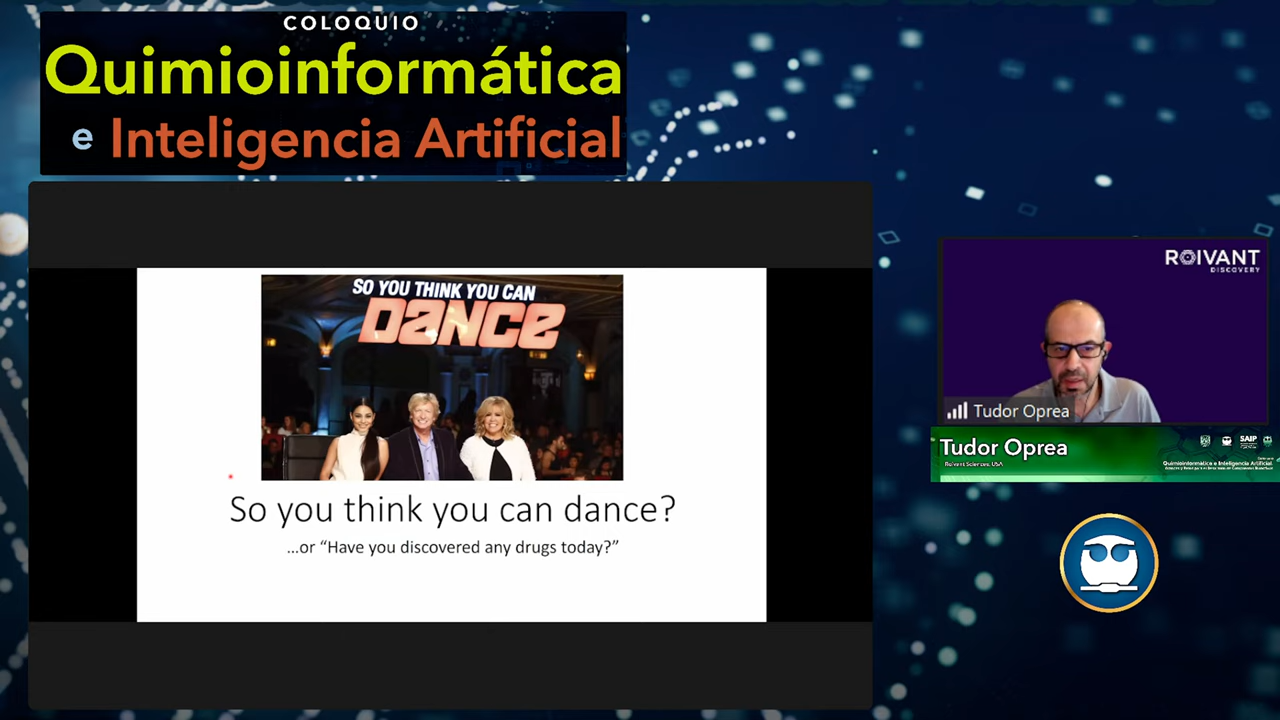 COLOQUIO
Quimioinformática
e Inteligencia Artificial
SO YOU THINK YOU CAN
DANCE
So you think you can dance?
...or “Have you discovered any drugs today?”
ROIVANT
DISCOVERY
Tudor Oprea
Tudor Oprea
Roivant Sciences, USA
SAIP
Quimioinformática e Inteligencia Artificial